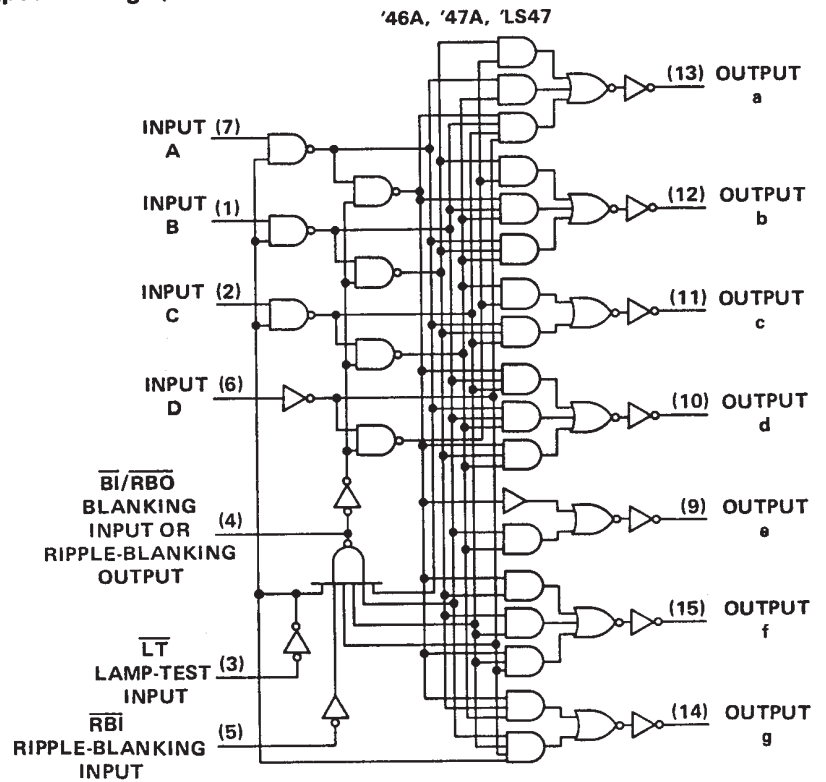 '46A, '47A, 'LS47
INPUT (7)
A
INPUT (1)
B
INPUT (2)
C
INPUT (6)
D
BI/RBO
BLANKING
INPUT OR (4)
RIPPLE-BLANKING
OUTPUT
LT
LAMP-TEST (3)
INPUT
RBI
RIPPLE-BLANKING (5)
INPUT
(13) OUTPUT
a
(12) OUTPUT
b
(11) OUTPUT
c
(10) OUTPUT
d
(9) OUTPUT
e
(15) OUTPUT
f
(14) OUTPUT
g